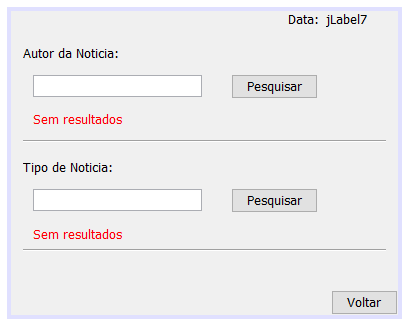 Data: jLabel7
Autor da Noticia:
Pesquisar
Sem resultados
Tipo de Noticia:
Pesquisar
Sem resultados
Voltar